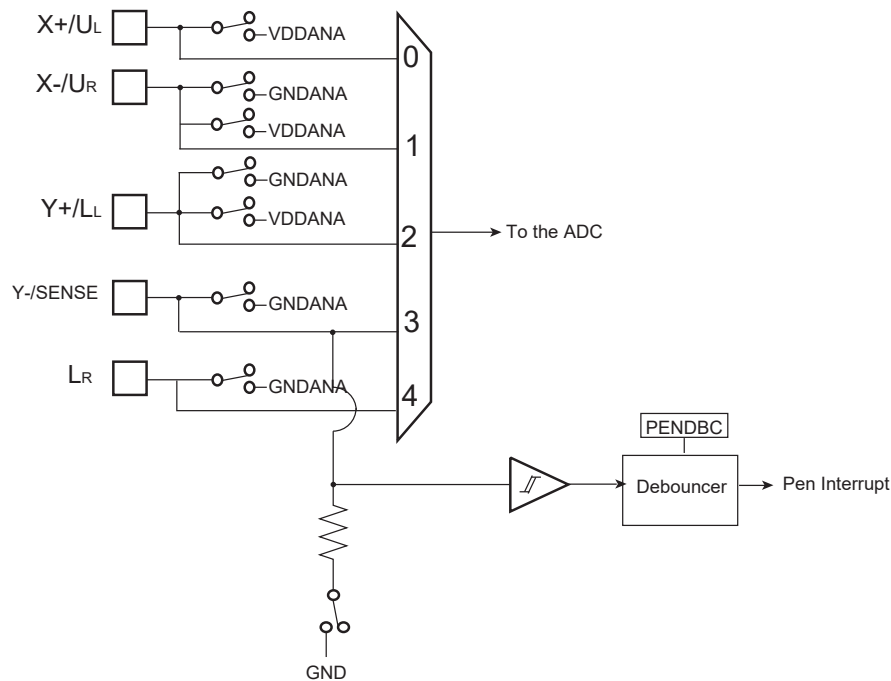 X+/UL
VDDANA
0
X-/UR
GNDANA
VDDANA
1
GNDANA
Y+/LL
VDDANA
2
To the ADC
Y-/SENSE
GNDANA
3
LR
GNDANA
4
PENDBC
Debouncer
Pen Interrupt
GND